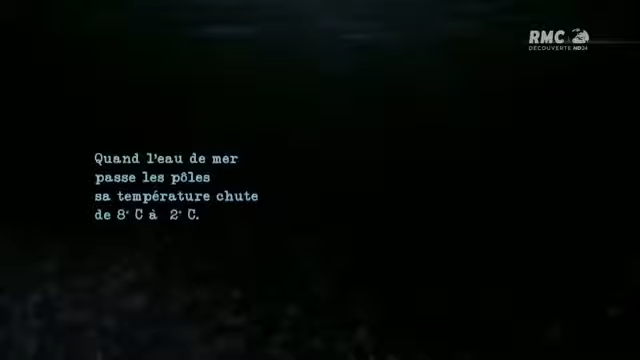 RMC
DÉCOUVERTE HD24
Quand l'eau de mer
passe les pôles
sa température chute
de 8° C à 2° C.